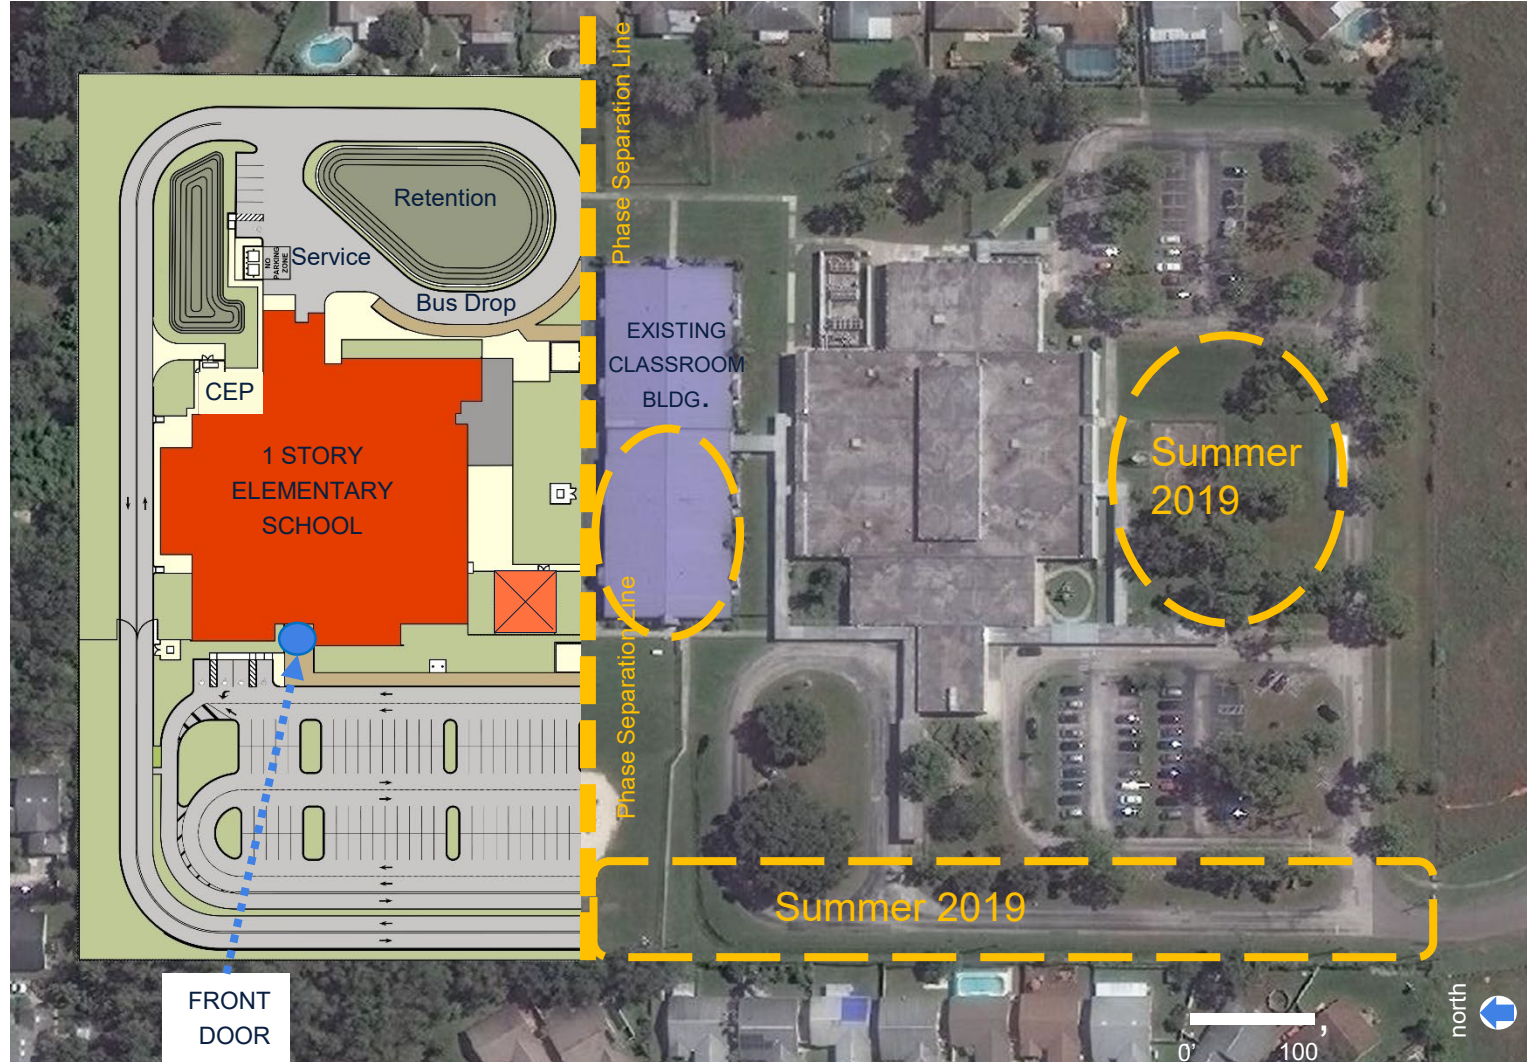 Phase Separation Line
Retention
NO
PARKING
ZONE
Service
Bus Drop
EXISTING
CLASSROOM
BLDG.
CEP
1 STORY
ELEMENTARY
SCHOOL
Summer
2019
Phase Separation Line
Summer 2019
FRONT
DOOR
north
0'
100'